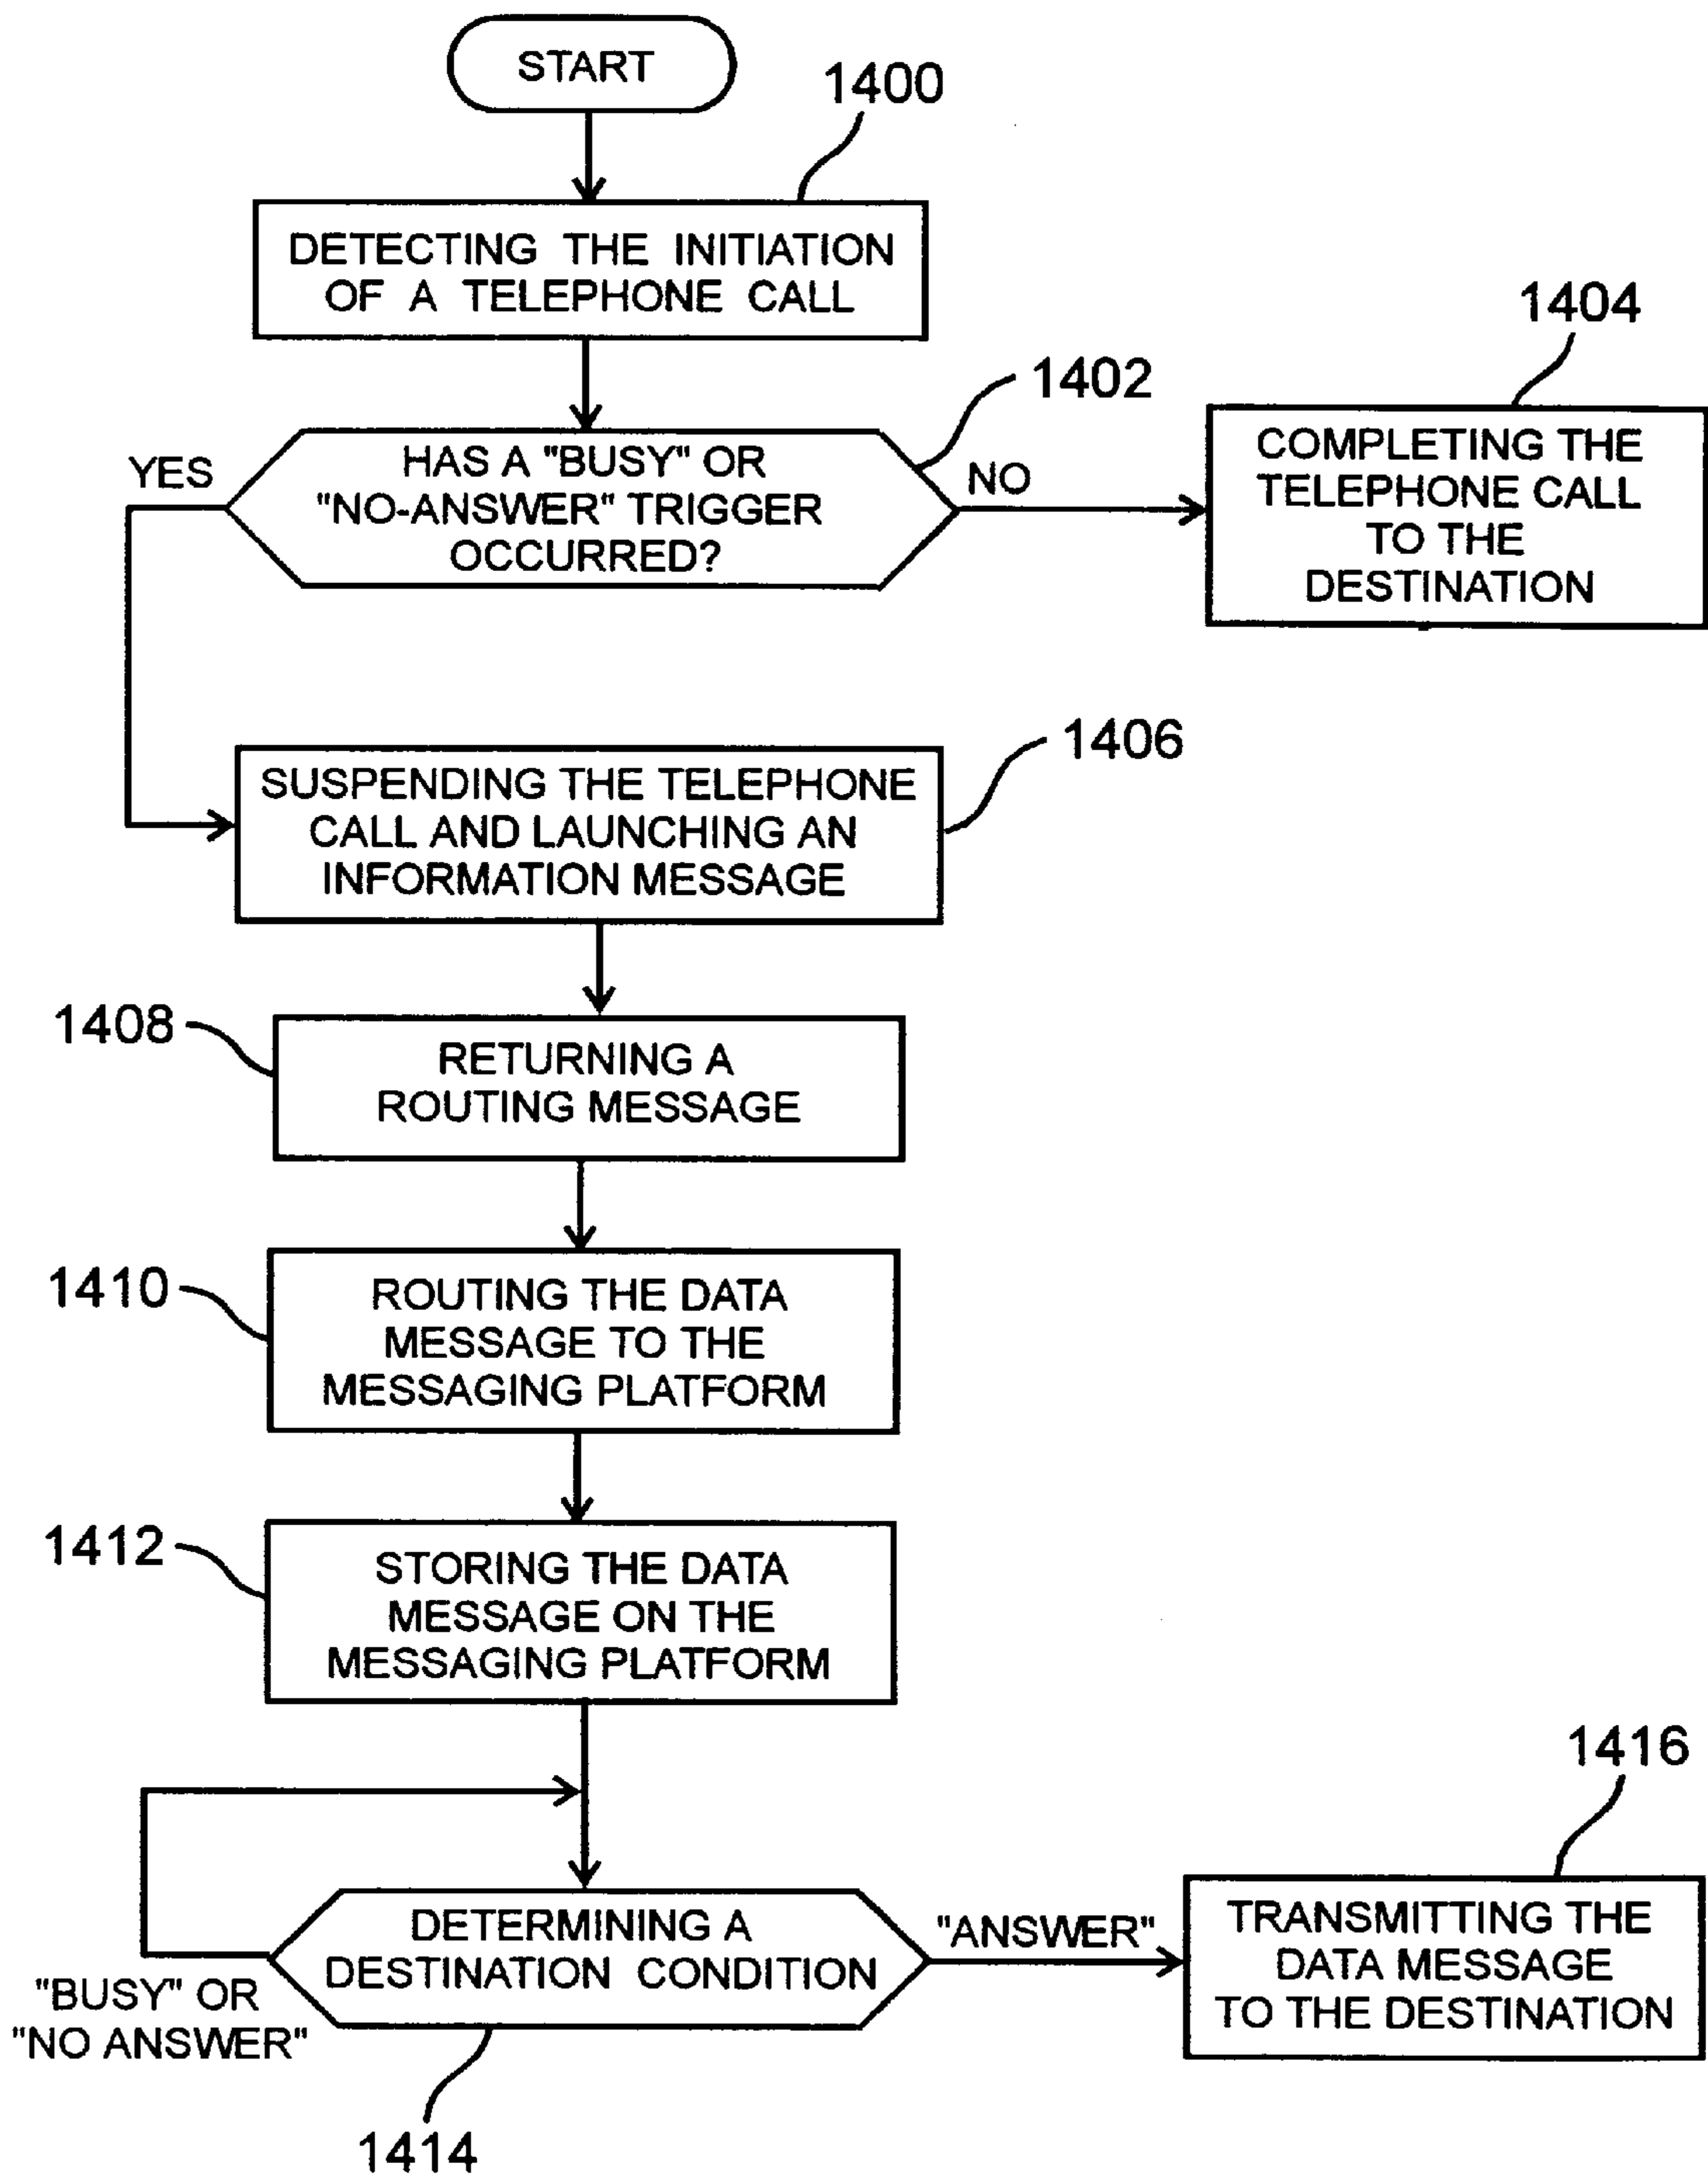 START
1400
DETECTING THE INITIATION
OF A TELEPHONE CALL
1402
1404
YES
HAS A "BUSY" OR
"NO-ANSWER" TRIGGER
OCCURRED?
NO
COMPLETING THE
TELEPHONE CALL
TO THE
DESTINATION
1406
SUSPENDING THE TELEPHONE
CALL AND LAUNCHING AN
INFORMATION MESSAGE
1408
RETURNING A
ROUTING MESSAGE
1410
ROUTING THE DATA
MESSAGE TO THE
MESSAGING PLATFORM
1412
STORING THE DATA
MESSAGE ON THE
MESSAGING PLATFORM
1416
DETERMINING A
DESTINATION CONDITION
"ANSWER"
TRANSMITTING THE
DATA MESSAGE
TO THE DESTINATION
"BUSY" OR
"NO ANSWER"
1414